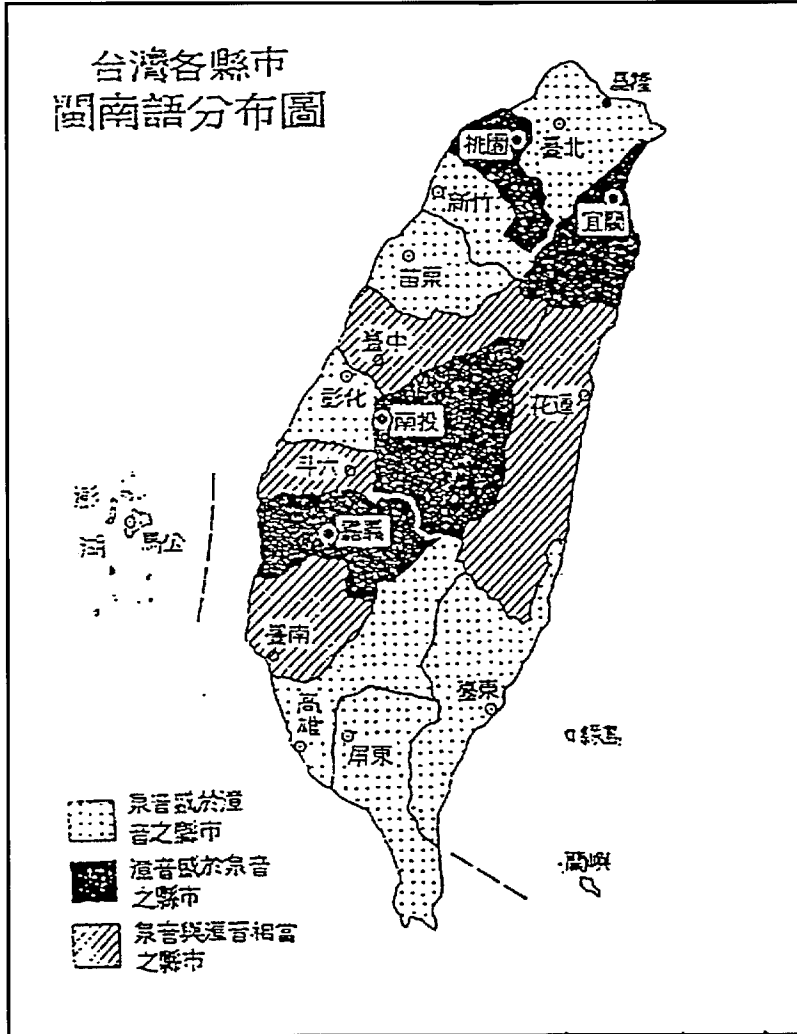 台灣各縣市
閩南語分布圖
基隆
桃園
臺北
宜蘭
新竹
苗栗
臺中
彰化
花蓮
南投
斗六
澎
湖
馬公
嘉義
臺南
臺東
高
雄
屏東
綠島
蘭嶼
泉音盛於漳
音之縣市
漳音盛於泉音
之縣市
泉音與漳音相當
之縣市